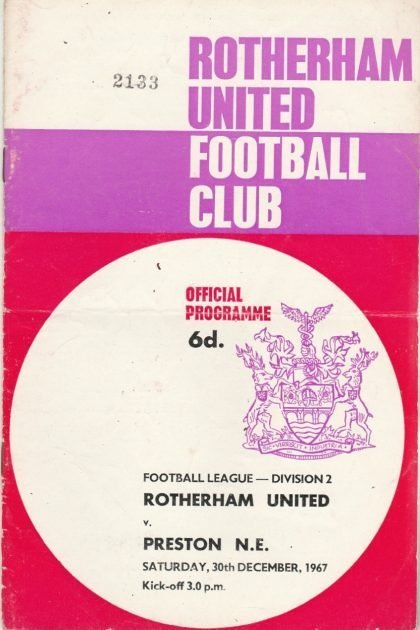 ROTHERHAM
UNITED
FOOTBALL
CLUB
2133
OFFICIAL
PROGRAMME
6d.
FOOTBALL LEAGUE — DIVISION 2
ROTHERHAM UNITED
v.
PRESTON N.E.
SATURDAY, 30th DECEMBER, 1967
Kick-off 3.0 p.m.